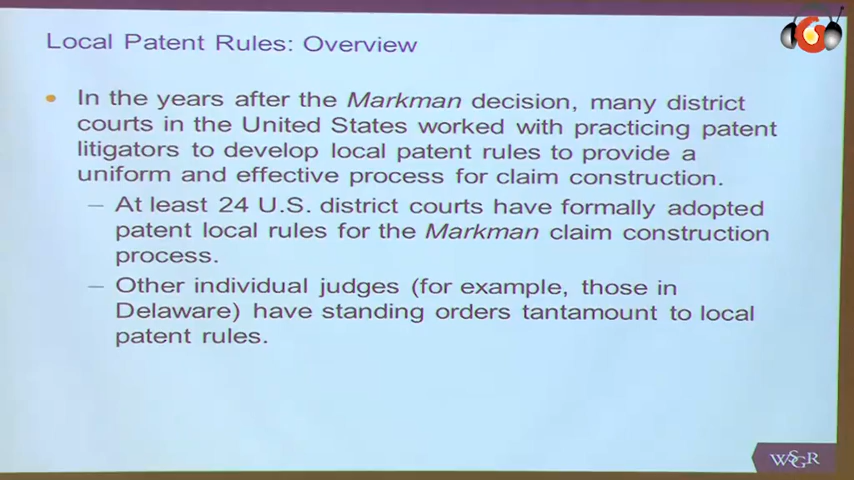 Local Patent Rules: Overview
• In the years after the Markman decision, many district
courts in the United States worked with practicing patent
litigators to develop local patent rules to provide a
uniform and effective process for claim construction.
– At least 24 U.S. district courts have formally adopted
patent local rules for the Markman claim construction
process.
– Other individual judges (for example, those in
Delaware) have standing orders tantamount to local
patent rules.
WSGR
G